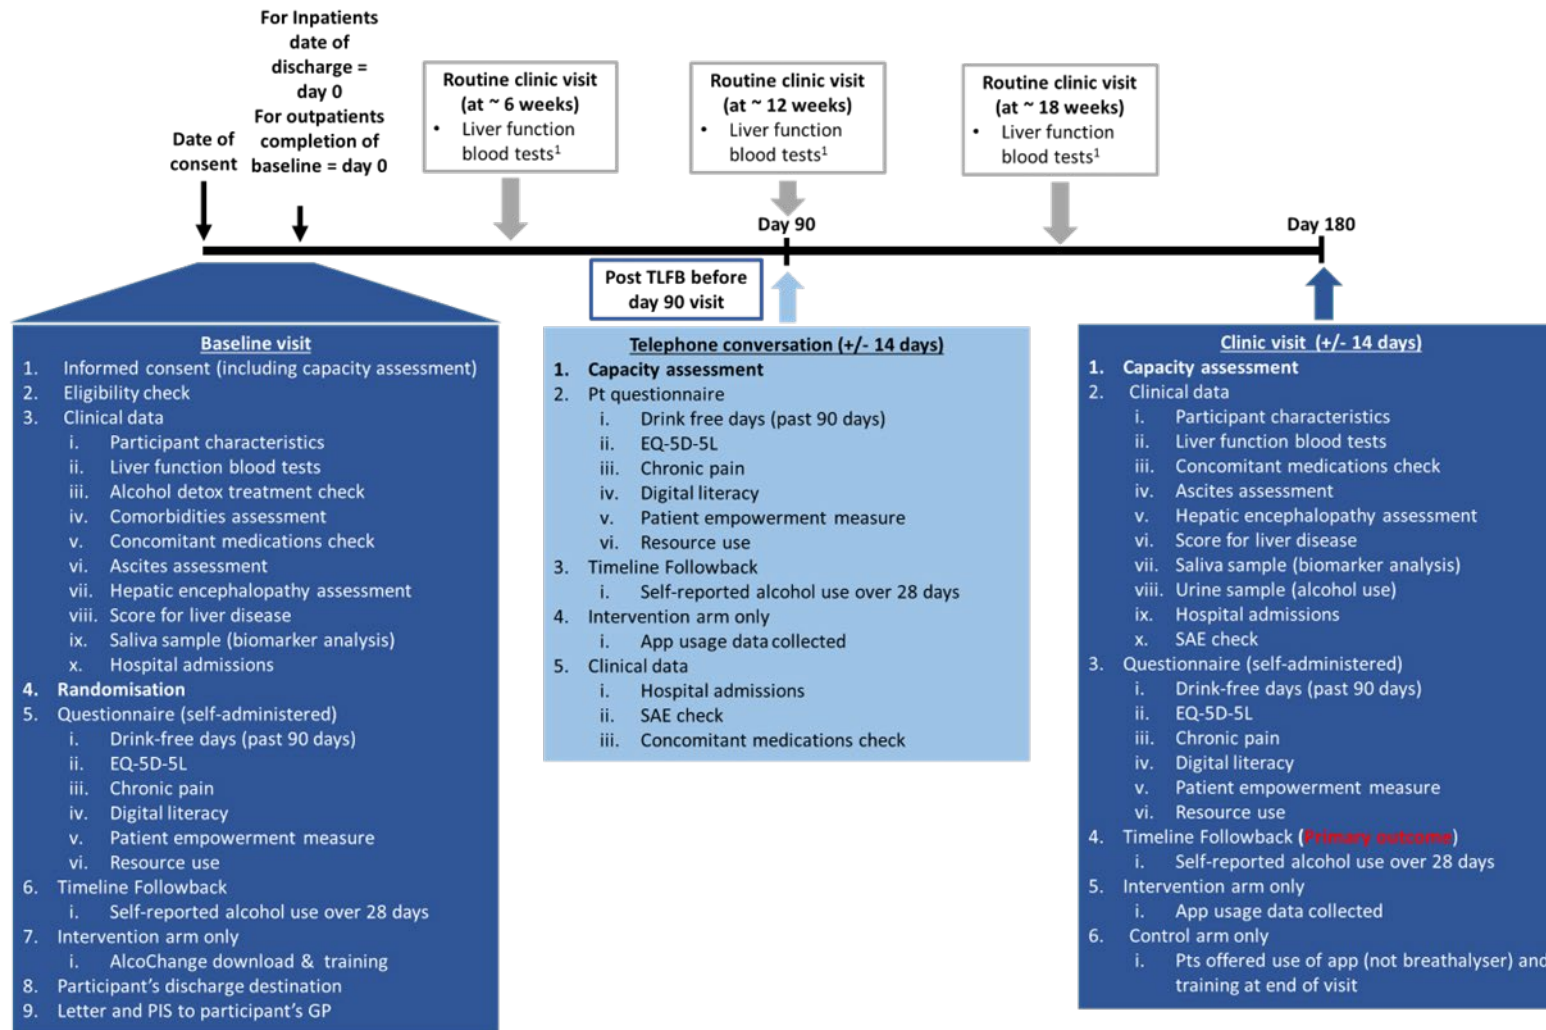 For Inpatients
date of
discharge =
day 0
For outpatients
completion of
baseline = day 0
Date of
consent
Routine clinic visit
(at ~ 6 weeks)
• Liver function
blood tests¹
Routine clinic visit
(at ~ 12 weeks)
• Liver function
blood tests¹
Routine clinic visit
(at ~ 18 weeks)
• Liver function
blood tests¹
Day 90
Day 180
Post TLFB before
day 90 visit
Baseline visit
1. Informed consent (including capacity assessment)
2. Eligibility check
3. Clinical data
i. Participant characteristics
ii. Liver function blood tests
iii. Alcohol detox treatment check
iv. Comorbidities assessment
v. Concomitant medications check
vi. Ascites assessment
vii. Hepatic encephalopathy assessment
viii. Score for liver disease
ix. Saliva sample (biomarker analysis)
x. Hospital admissions
4. Randomisation
5. Questionnaire (self-administered)
i. Drink-free days (past 90 days)
ii. EQ-5D-5L
iii. Chronic pain
iv. Digital literacy
v. Patient empowerment measure
vi. Resource use
6. Timeline Followback
i. Self-reported alcohol use over 28 days
7. Intervention arm only
i. AlcoChange download & training
8. Participant's discharge destination
9. Letter and PIS to participant's GP
Telephone conversation (+/- 14 days)
1. Capacity assessment
2. Pt questionnaire
i. Drink free days (past 90 days)
ii. EQ-5D-5L
iii. Chronic pain
iv. Digital literacy
v. Patient empowerment measure
vi. Resource use
3. Timeline Followback
i. Self-reported alcohol use over 28 days
4. Intervention arm only
i. App usage data collected
5. Clinical data
i. Hospital admissions
ii. SAE check
iii. Concomitant medications check
Clinic visit (+/- 14 days)
1. Capacity assessment
2. Clinical data
i. Participant characteristics
ii. Liver function blood tests
iii. Concomitant medications check
iv. Ascites assessment
v. Hepatic encephalopathy assessment
vi. Score for liver disease
vii. Saliva sample (biomarker analysis)
viii. Urine sample (alcohol use)
ix. Hospital admissions
x. SAE check
3. Questionnaire (self-administered)
i. Drink-free days (past 90 days)
ii. EQ-5D-5L
iii. Chronic pain
iv. Digital literacy
v. Patient empowerment measure
vi. Resource use
4. Timeline Followback (Primary outcome)
i. Self-reported alcohol use over 28 days
5. Intervention arm only
i. App usage data collected
6. Control arm only
i. Pts offered use of app (not breathalyser) and
training at end of visit